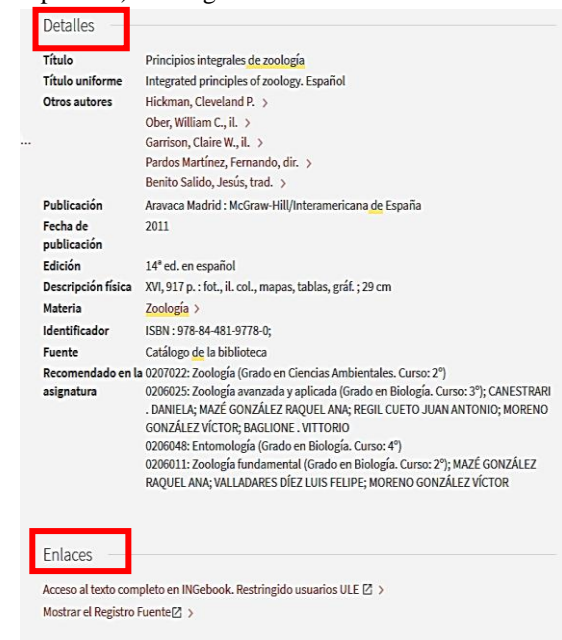 Detalles
Título Principios integrales de zoología
Título uniforme Integrated principles of zoology. Español
Otros autores Hickman, Cleveland P. >
Ober, William C., il. >
... Garrison, Claire W., il. >
Pardos Martínez, Fernando, dir. >
Benito Salido, Jesús, trad. >
Publicación Aravaca Madrid : McGraw-Hill/Interamericana de España
Fecha de publicación 2011
Edición 14ª ed. en español
Descripción física XVI, 917 p. : fot., il. col., mapas, tablas, gráf. ; 29 cm
Materia Zoología >
Identificador ISBN : 978-84-481-9778-0;
Fuente Catálogo de la biblioteca
Recomendado en la 0207022: Zoología (Grado en Ciencias Ambientales. Curso: 2º)
asignatura 0206025: Zoología avanzada y aplicada (Grado en Biología. Curso: 3º); CANESTRARI
. DANIELA; MAZÉ GONZÁLEZ RAQUEL ANA; REGIL CUETO JUAN ANTONIO; MORENO
GONZÁLEZ VÍCTOR; BAGLIONE . VITTORIO
0206048: Entomología (Grado en Biología. Curso: 4º)
0206011: Zoología fundamental (Grado en Biología. Curso: 2º); MAZÉ GONZÁLEZ
RAQUEL ANA; VALLADARES DÍEZ LUIS FELIPE; MORENO GONZÁLEZ VÍCTOR
Enlaces
Acceso al texto completo en INGebook. Restringido usuarios ULE >
Mostrar el Registro Fuente >